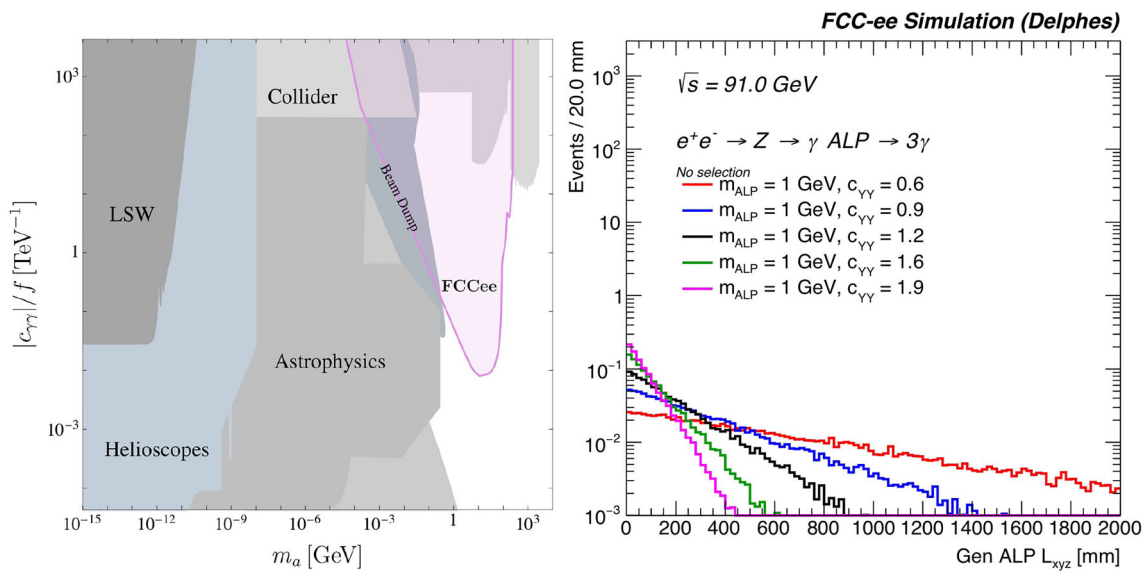 10³
1
10⁻³
|c_γγ|/f [TeV⁻¹]
Collider
LSW
Beam Dump
FCCee
Astrophysics
Helioscopes
10⁻¹⁵ 10⁻¹² 10⁻⁹ 10⁻⁶ 10⁻³ 1 10³
m_a [GeV]
FCC-ee Simulation (Delphes)
Events / 20.0 mm
10³
10²
10
1
10⁻¹
10⁻²
10⁻³
√s = 91.0 GeV
e⁺e⁻ → Z → γ ALP → 3γ
No selection
m_ALP = 1 GeV, c_YY = 0.6
m_ALP = 1 GeV, c_YY = 0.9
m_ALP = 1 GeV, c_YY = 1.2
m_ALP = 1 GeV, c_YY = 1.6
m_ALP = 1 GeV, c_YY = 1.9
0 200 400 600 800 1000 1200 1400 1600 1800 2000
Gen ALP L_xyz [mm]